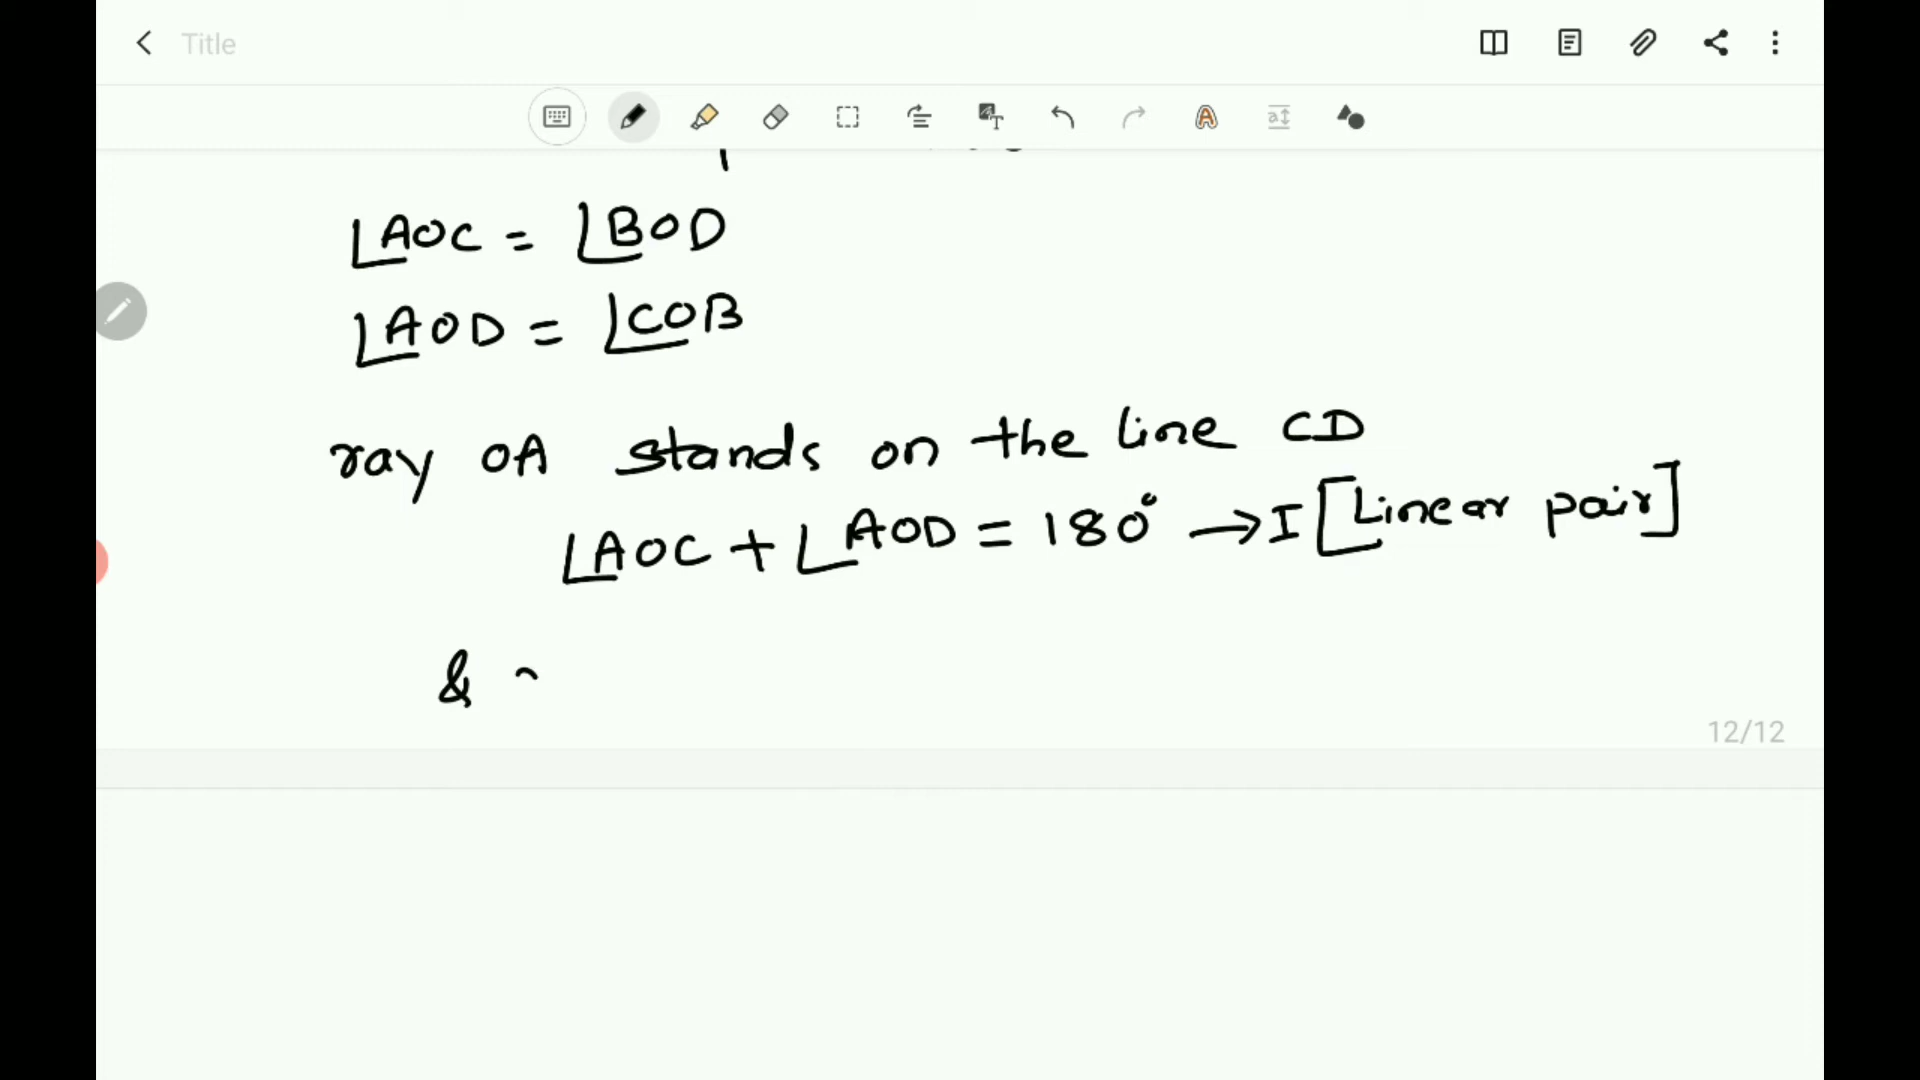 Title
∠AOC = ∠BOD
∠AOD = ∠COB
ray OA stands on the line CD
∠AOC + ∠AOD = 180° → I [Linear pair]
&
12/12